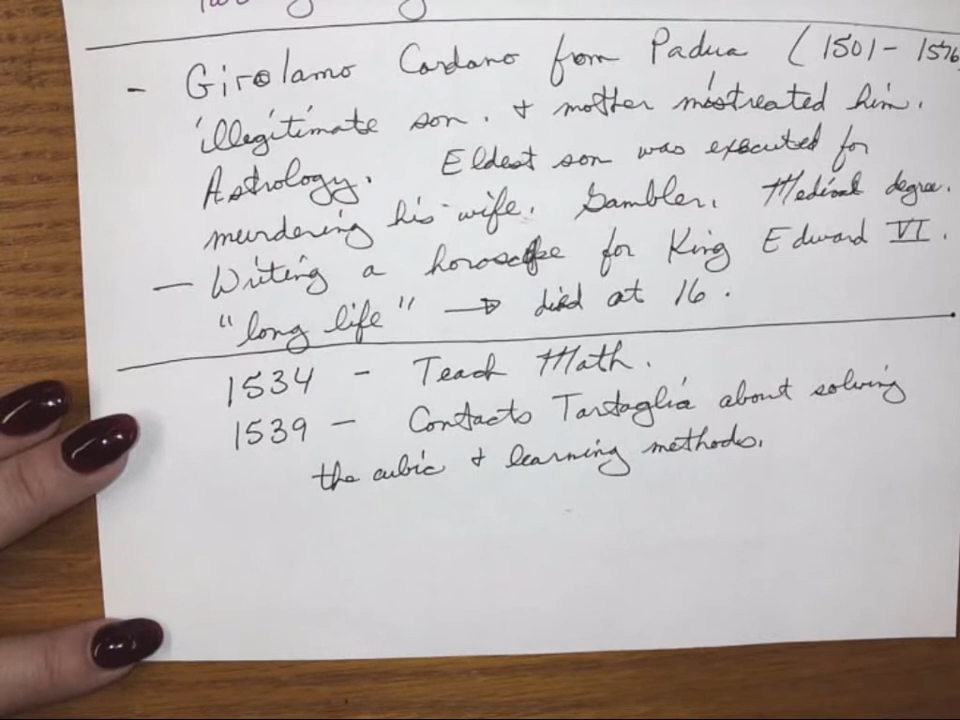 - Girolamo Cardano from Padua (1501-1576)
illegitimate son. & mother mistreated him.
Astrology. Eldest son was executed for
murdering his wife. Gambler. Medical degree.
- Writing a horoscope for King Edward VI.
"long life" → died at 16.
1534 - Teach Math.
1539 - Contacts Tartaglia about solving
the cubic & learning methods.